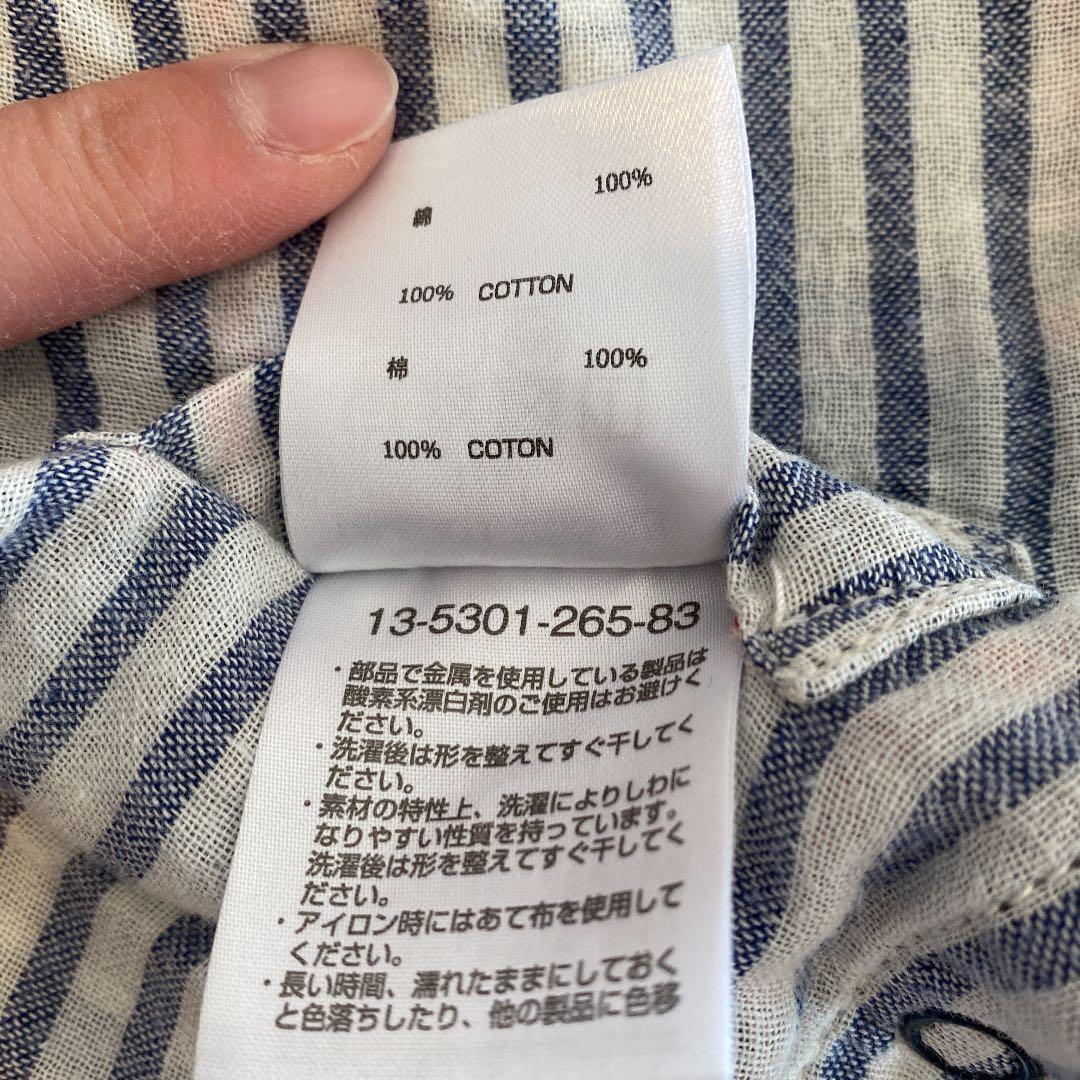 綿 100%
100% COTTON
棉 100%
100% COTON
13-5301-265-83
・部品で金属を使用している製品は
酸素系漂白剤のご使用はお避けく
ださい。
・洗濯後は形を整えてすぐ干してく
ださい。
・素材の特性上、洗濯によりしわに
なりやすい性質を持っています。
洗濯後は形を整えてすぐ干してく
ださい。
・アイロン時にはあて布を使用して
ください。
・長い時間、濡れたままにしておく
と色落ちしたり、他の製品に色移